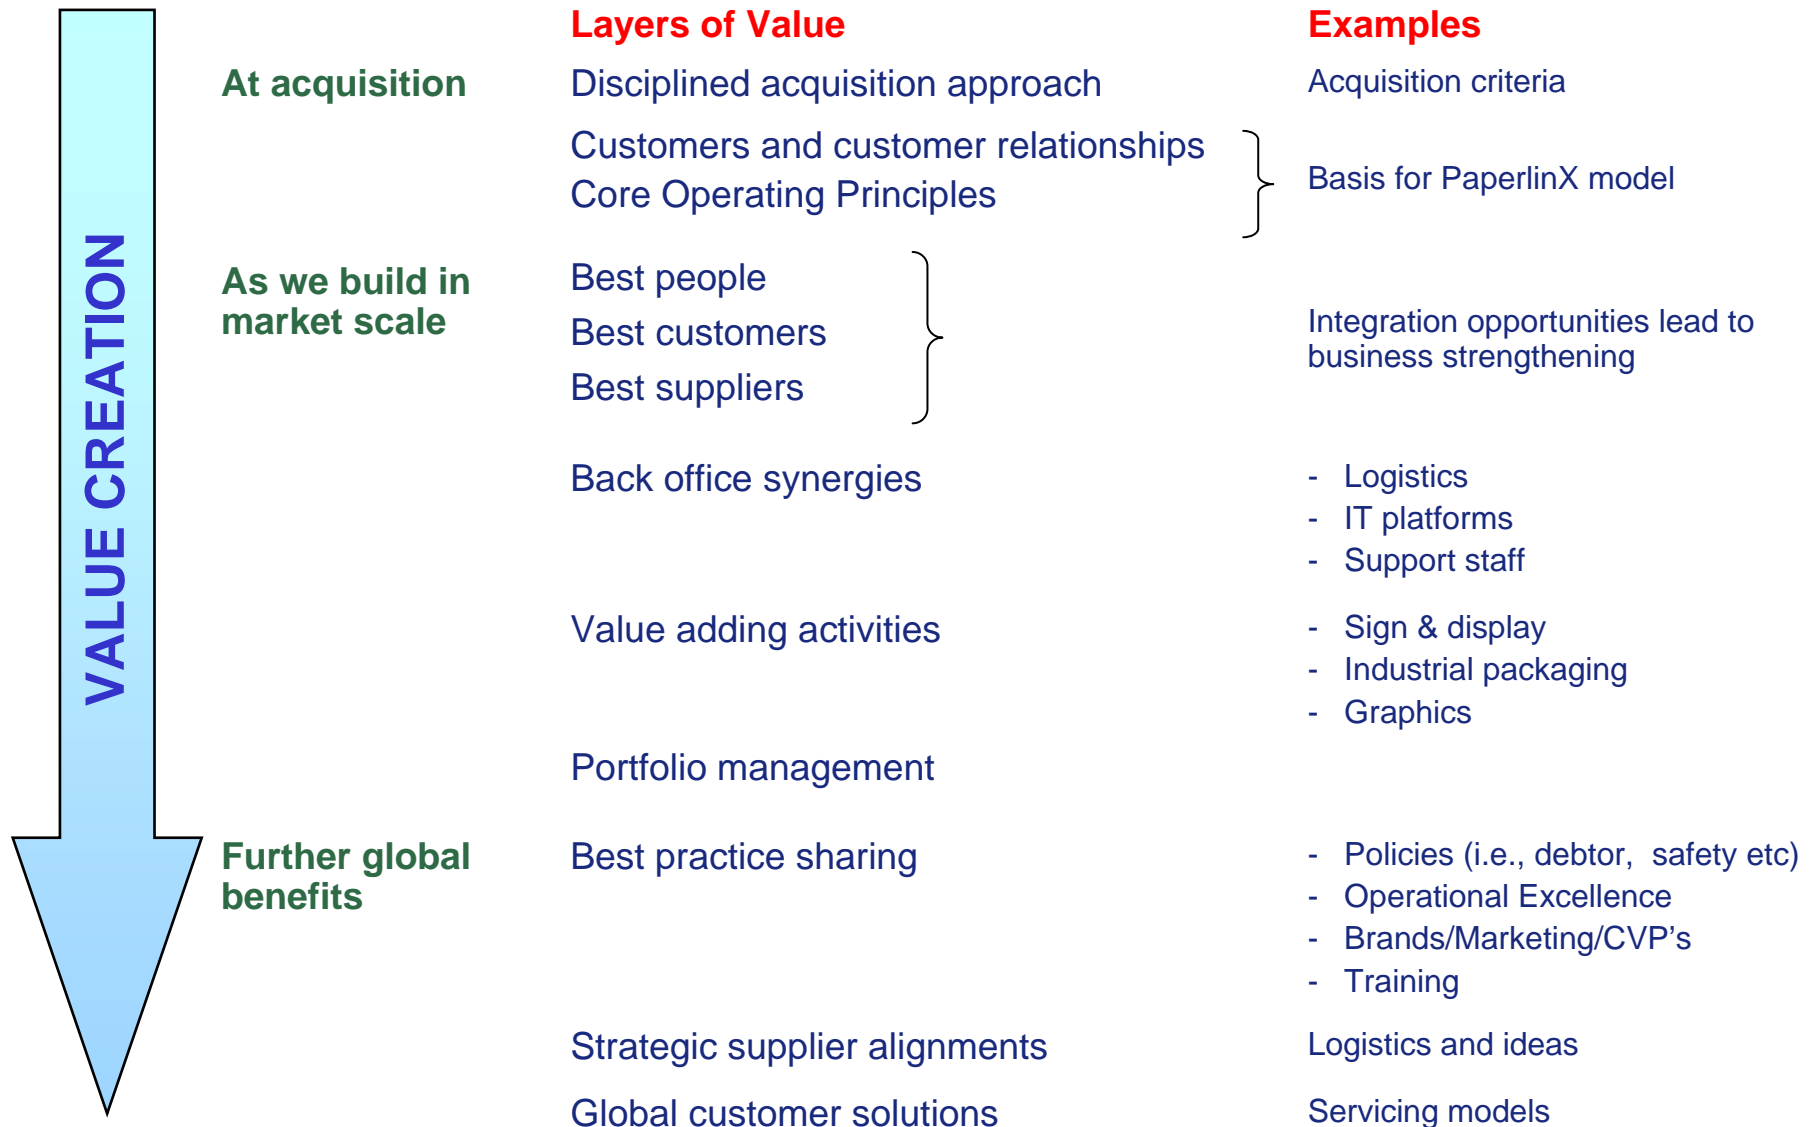 Layers of Value
Examples
At acquisition
Disciplined acquisition approach
Acquisition criteria
Customers and customer relationships
Core Operating Principles
Basis for PaperlinX model
VALUE CREATION
As we build in
market scale
Best people
Best customers
Best suppliers
Integration opportunities lead to
business strengthening
Back office synergies
- Logistics
- IT platforms
- Support staff
Value adding activities
- Sign & display
- Industrial packaging
- Graphics
Portfolio management
Further global
benefits
Best practice sharing
- Policies (i.e., debtor, safety etc)
- Operational Excellence
- Brands/Marketing/CVP’s
- Training
Strategic supplier alignments
Logistics and ideas
Global customer solutions
Servicing models